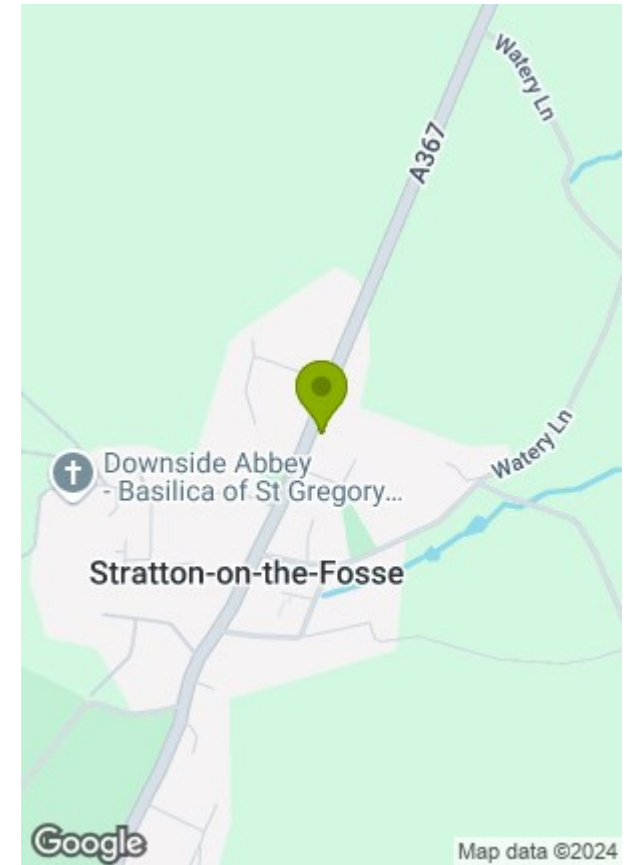 Watery Ln
A367
Watery Ln
Downside Abbey
- Basilica of St Gregory...
Stratton-on-the-Fosse
Google
Map data ©2024